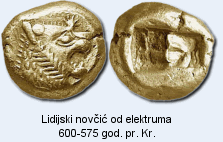 Lidijski novčić od elektruma
600-575 god. pr. Kr.